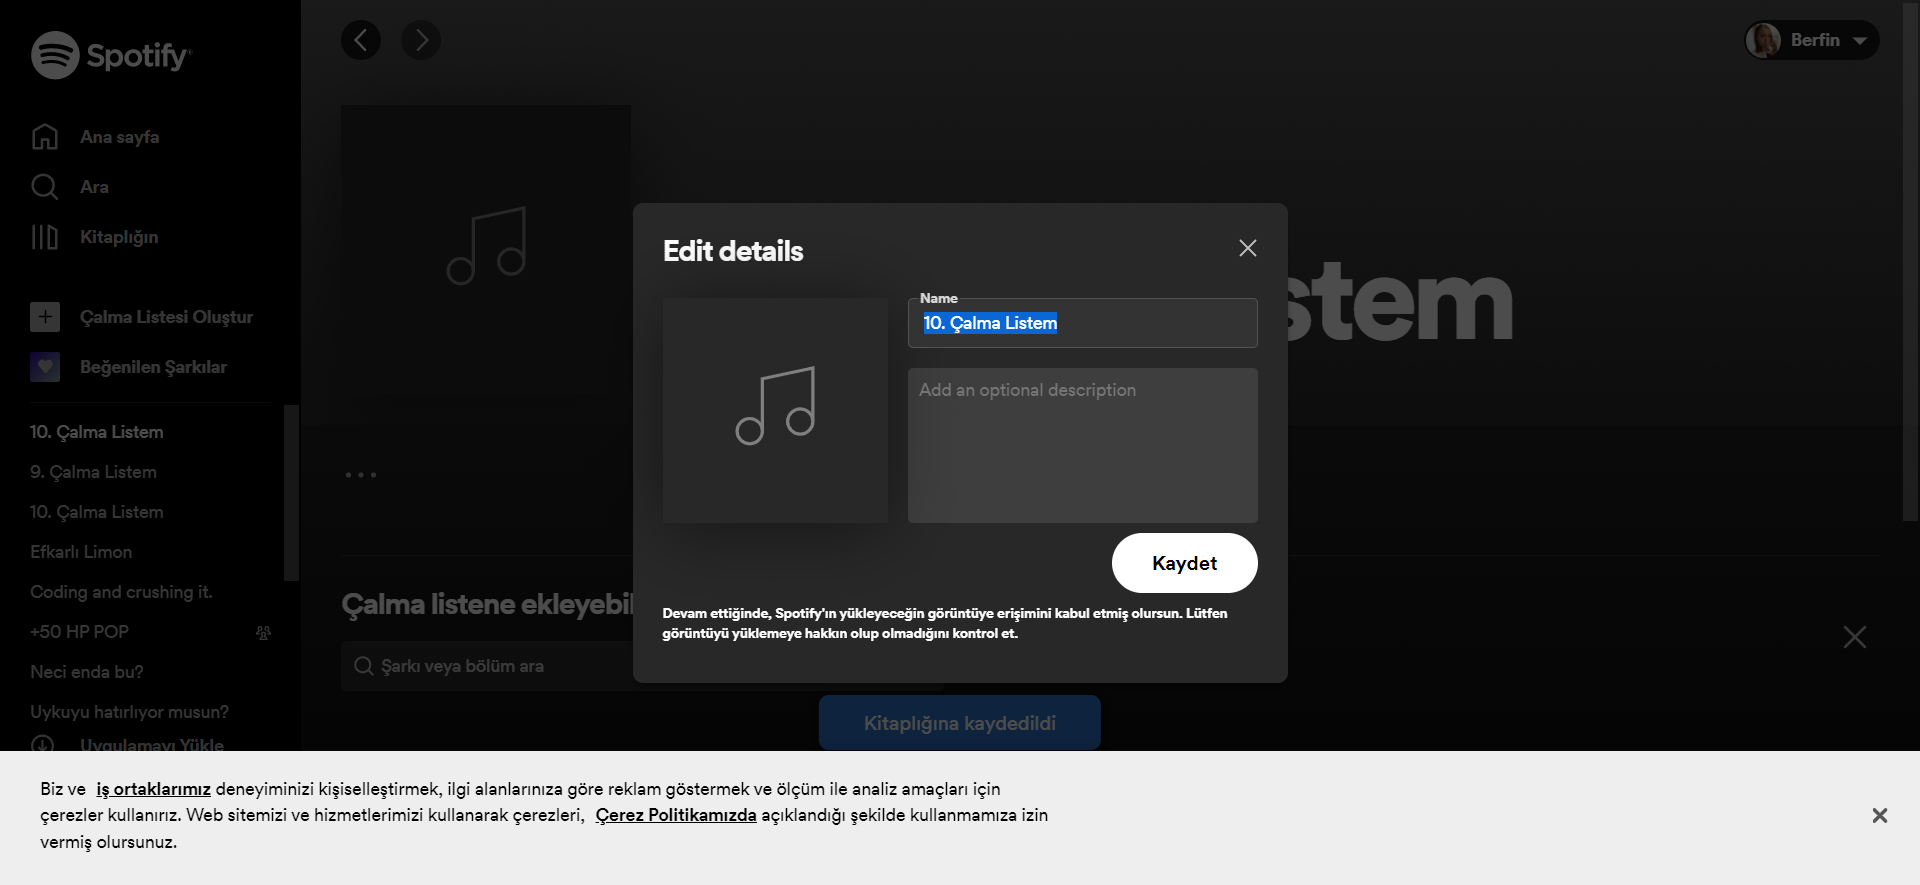 Spotify
Ana sayfa
Ara
Kitaplığın
Çalma Listesi Oluştur
Beğenilen Şarkılar
10. Çalma Listem
9. Çalma Listem
10. Çalma Listem
Efkarlı Limon
Coding and crushing it.
+50 HP POP
Neci enda bu?
Uykuyu hatırlıyor musun?
Uygulamayı Yükle
Berfin
stem
Çalma listene ekleyebil
Şarkı veya bölüm ara
Edit details
Name
10. Çalma Listem
Add an optional description
Kaydet
Devam ettiğinde, Spotify'ın yükleyeceğin görüntüye erişimini kabul etmiş olursun. Lütfen
görüntüyü yüklemeye hakkın olup olmadığını kontrol et.
Kitaplığına kaydedildi
Biz ve iş ortaklarımız deneyiminizi kişiselleştirmek, ilgi alanlarınıza göre reklam göstermek ve ölçüm ile analiz amaçları için
çerezler kullanırız. Web sitemizi ve hizmetlerimizi kullanarak çerezleri, Çerez Politikamızda açıklandığı şekilde kullanmamıza izin
vermiş olursunuz.